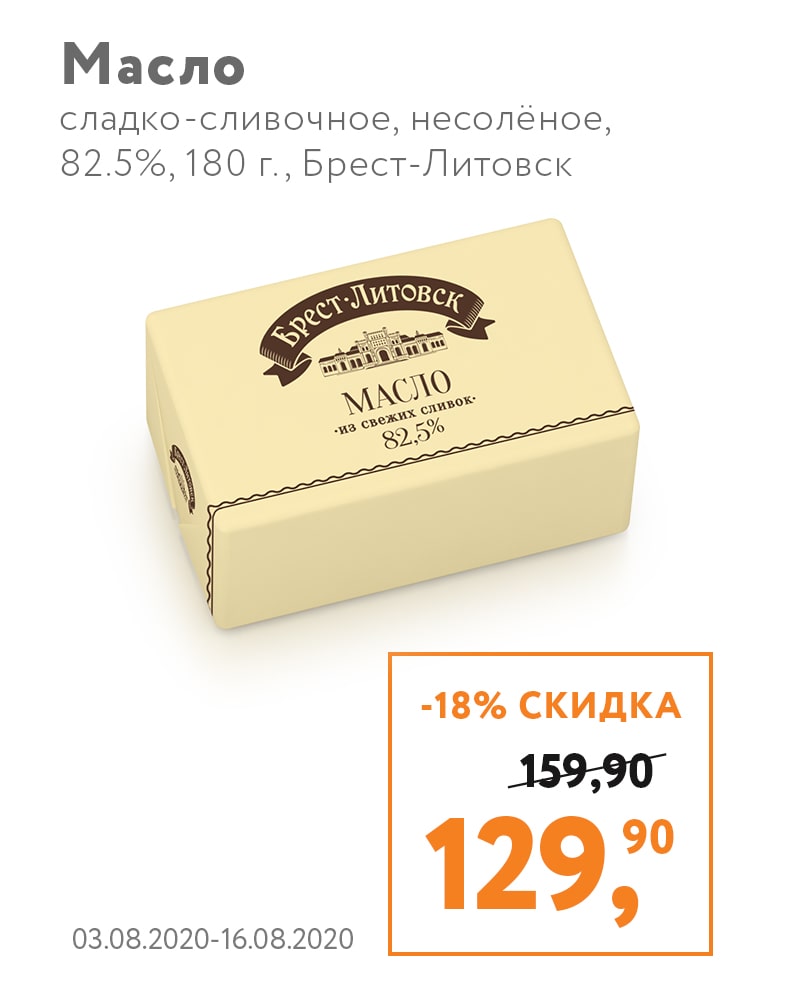 Масло
сладко-сливочное, несолёное,
82.5%, 180 г., Брест-Литовск
Брест·Литовск
МАСЛО
·из свежих сливок·
82,5%
-18% СКИДКА
159,90
129,90
03.08.2020-16.08.2020